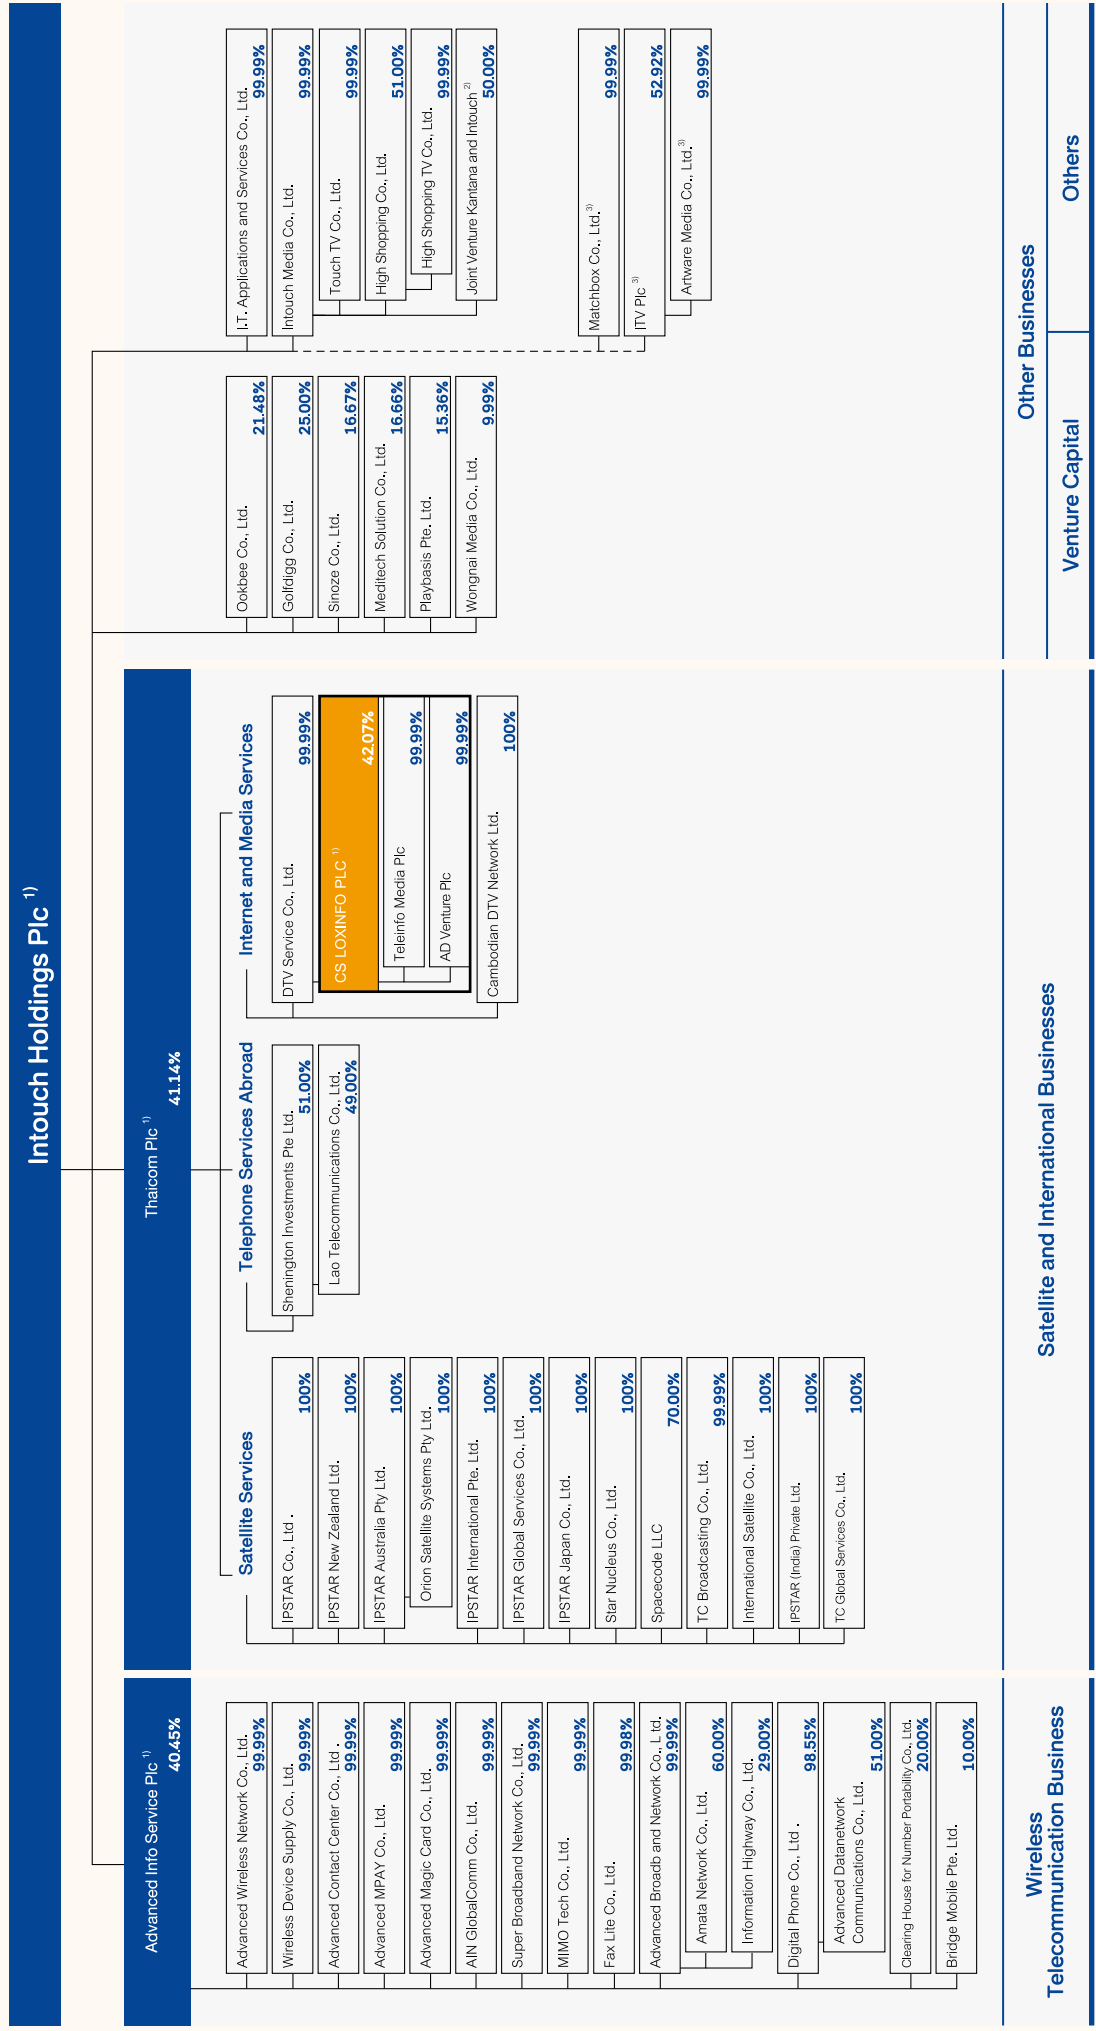 Intouch Holdings Plc 1)
Advanced Info Service Plc 1)
40.45%
Advanced Wireless Network Co., Ltd.
99.99%
Wireless Device Supply Co., Ltd.
99.99%
Advanced Contact Center Co., Ltd .
99.99%
Advanced MPAY Co., Ltd.
99.99%
Advanced Magic Card Co., Ltd.
99.99%
AIN GlobalComm Co., Ltd.
99.99%
Super Broadband Network Co., Ltd.
99.99%
MIMO Tech Co., Ltd.
99.99%
Fax Lite Co., Ltd.
99.98%
Advanced Broadb and Network Co., L td.
99.99%
Amata Network Co., Ltd.
60.00%
Information Highway Co., Ltd.
29.00%
Digital Phone Co., Ltd .
98.55%
Advanced Datanetwork
Communications Co., Ltd.
51.00%
Clearing House for Number Portability Co., Ltd.
20.00%
Bridge Mobile Pte. Ltd.
10.00%
Wireless
Telecommunication Business
Thaicom Plc 1)
41.14%
Satellite Services
IPSTAR Co., Ltd .
100%
IPSTAR New Zealand Ltd.
100%
IPSTAR Australia Pty Ltd.
100%
Orion Satellite Systems Pty Ltd.
100%
IPSTAR International Pte. Ltd.
100%
IPSTAR Global Services Co., Ltd.
100%
IPSTAR Japan Co., Ltd.
100%
Star Nucleus Co., Ltd.
100%
Spacecode LLC
70.00%
TC Broadcasting Co., Ltd.
99.99%
International Satellite Co., Ltd.
100%
IPSTAR (India) Private Ltd.
100%
TC Global Services Co., Ltd.
100%
Telephone Services Abroad
Shenington Investments Pte Ltd.
51.00%
Lao Telecommunications Co., Ltd.
49.00%
Internet and Media Services
DTV Service Co., Ltd.
99.99%
CS LOXINFO PLC 1)
42.07%
Teleinfo Media Plc
99.99%
AD Venture Plc
99.99%
Cambodian DTV Network Ltd.
100%
Satellite and International Businesses
Ookbee Co., Ltd.
21.48%
Golfdigg Co., Ltd.
25.00%
Sinoze Co., Ltd.
16.67%
Meditech Solution Co., Ltd.
16.66%
Playbasis Pte. Ltd.
15.36%
Wongnai Media Co., Ltd.
9.99%
I.T. Applications and Services Co., Ltd.
99.99%
Intouch Media Co., Ltd.
99.99%
Touch TV Co., Ltd.
99.99%
High Shopping Co., Ltd.
51.00%
High Shopping TV Co., Ltd.
99.99%
Joint Venture Kantana and Intouch 2)
50.00%
Matchbox Co., Ltd. 3)
99.99%
ITV Plc 3)
52.92%
Artware Media Co., Ltd. 3)
99.99%
Other Businesses
Venture Capital
Others